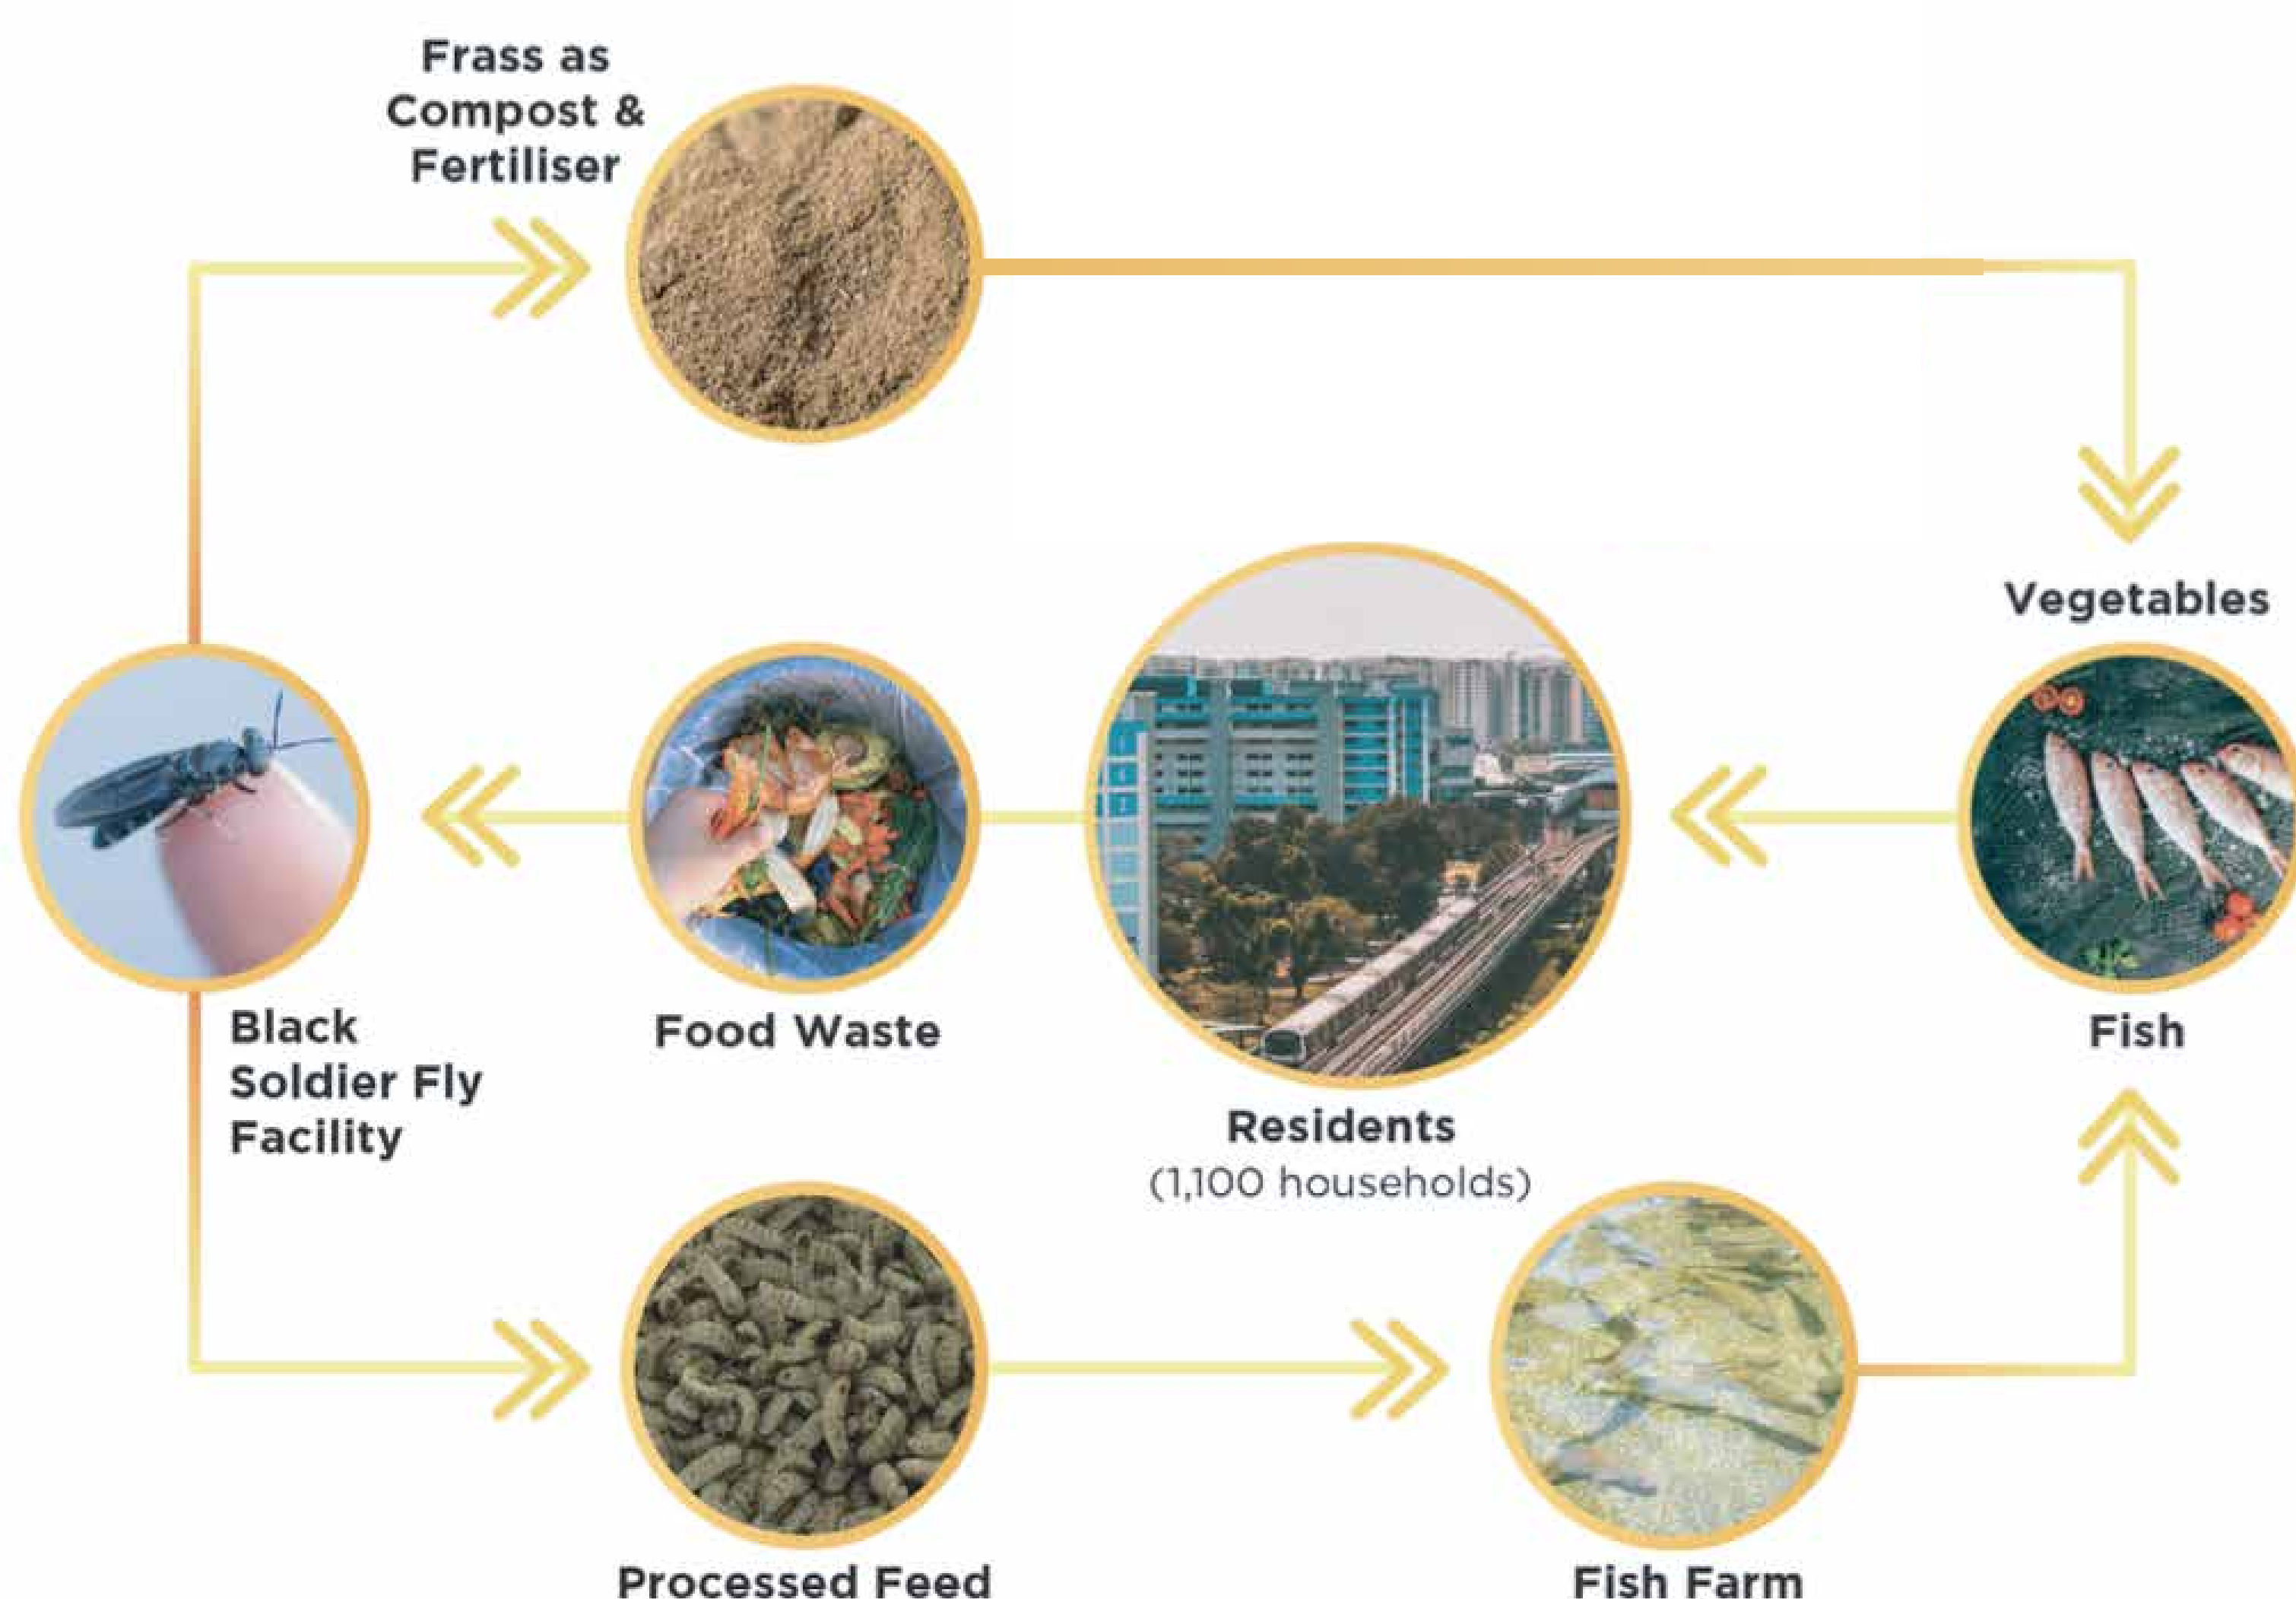 Frass as
Compost &
Fertiliser
Vegetables
Black
Soldier Fly
Facility
Food Waste
Residents
(1,100 households)
Fish
Processed Feed
Fish Farm